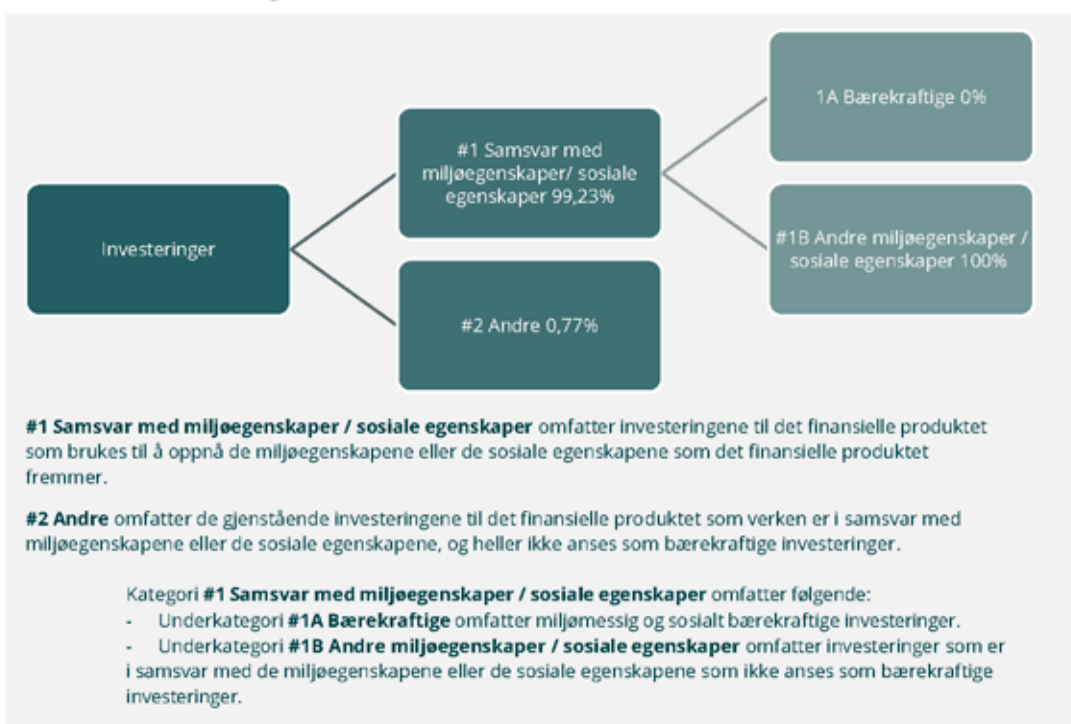 Investeringer
#1 Samsvar med
miljøegenskaper/ sosiale
egenskaper 99,23%
#2 Andre 0,77%
1A Bærekraftige 0%
#1B Andre miljøegenskaper /
sosiale egenskaper 100%
#1 Samsvar med miljøegenskaper / sosiale egenskaper omfatter investeringene til det finansielle produktet
som brukes til å oppnå de miljøegenskapene eller de sosiale egenskapene som det finansielle produktet
fremmer.
#2 Andre omfatter de gjenstående investeringene til det finansielle produktet som verken er i samsvar med
miljøegenskapene eller de sosiale egenskapene, og heller ikke anses som bærekraftige investeringer.
Kategori #1 Samsvar med miljøegenskaper / sosiale egenskaper omfatter følgende:
- Underkategori #1A Bærekraftige omfatter miljømessig og sosialt bærekraftige investeringer.
- Underkategori #1B Andre miljøegenskaper / sosiale egenskaper omfatter investeringer som er
i samsvar med de miljøegenskapene eller de sosiale egenskapene som ikke anses som bærekraftige
investeringer.